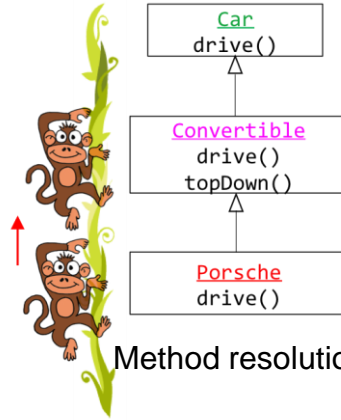 Car
drive()
Convertible
drive()
topDown()
Porsche
drive()
Method resolutio